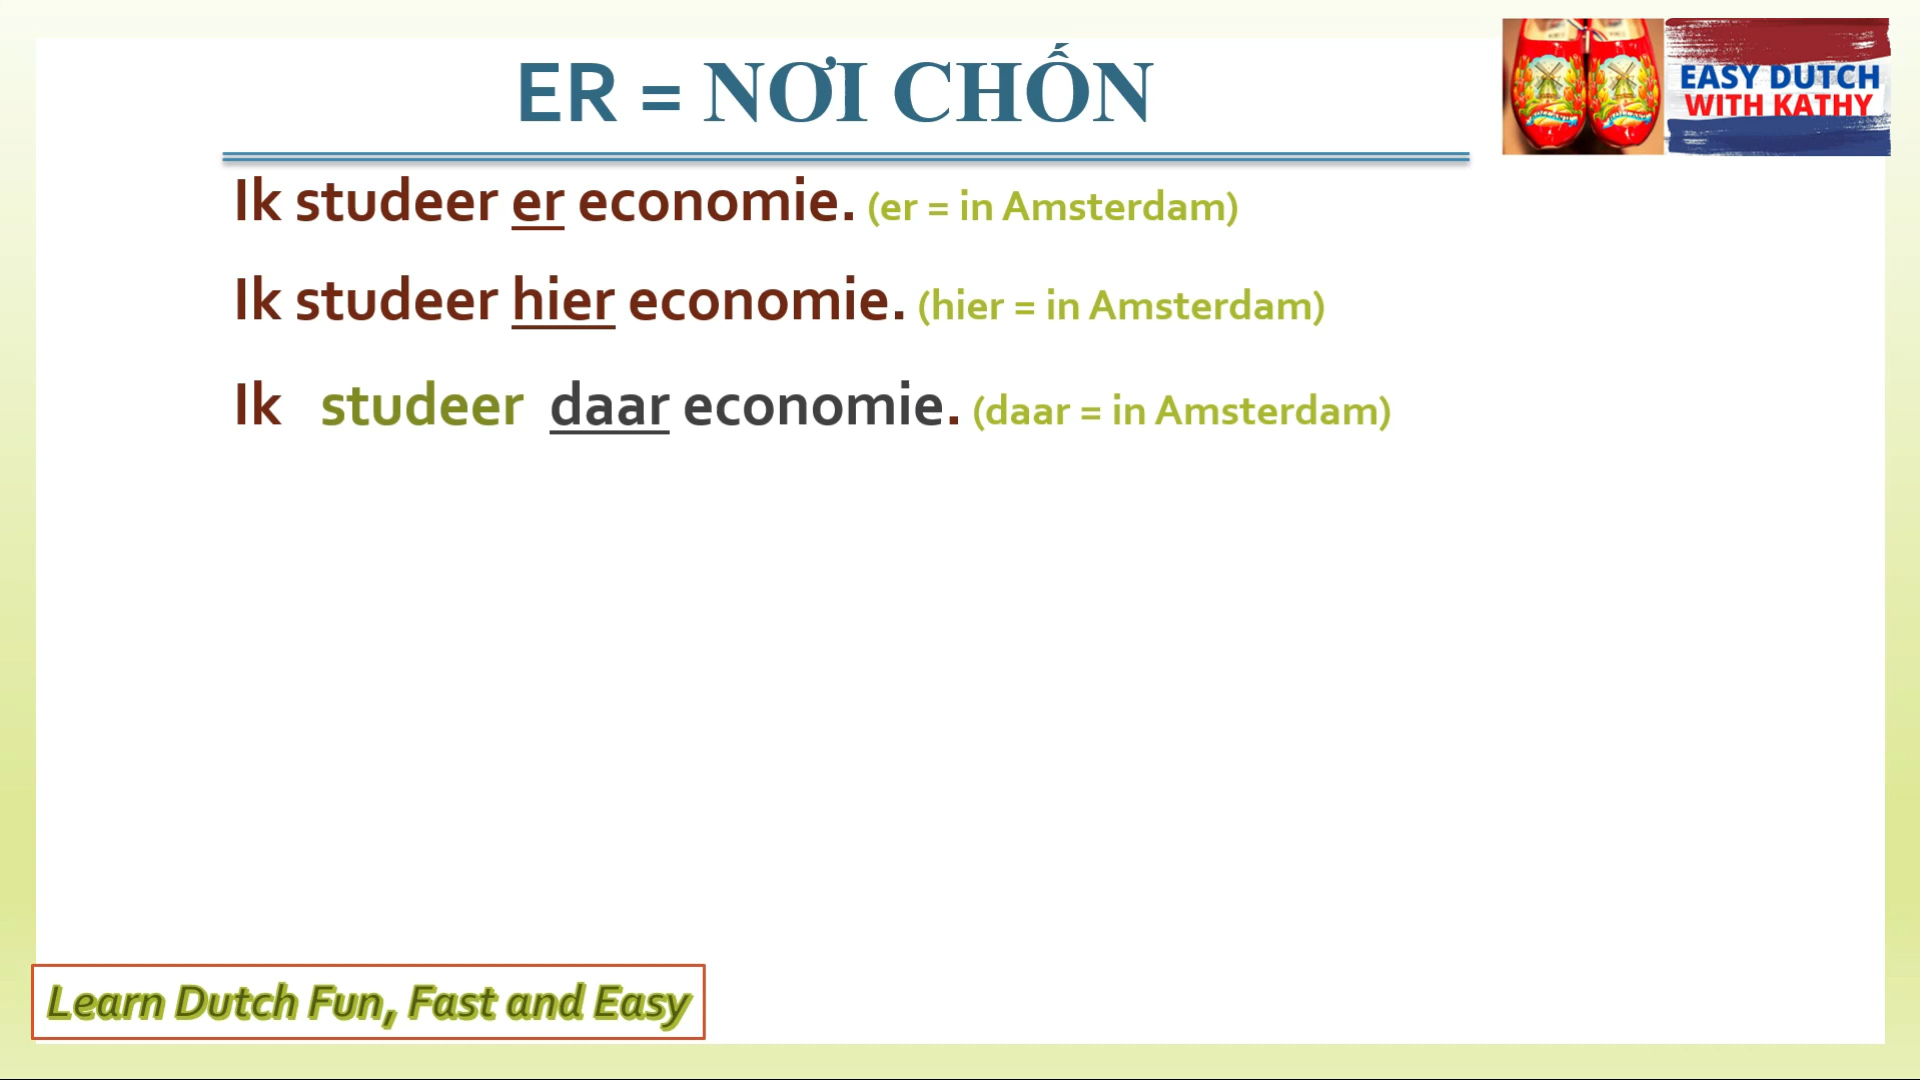 ER = NƠI CHỐN
EASY DUTCH
WITH KATHY
Ik studeer er economie. (er = in Amsterdam)
Ik studeer hier economie. (hier = in Amsterdam)
Ik studeer daar economie. (daar = in Amsterdam)
Learn Dutch Fun, Fast and Easy